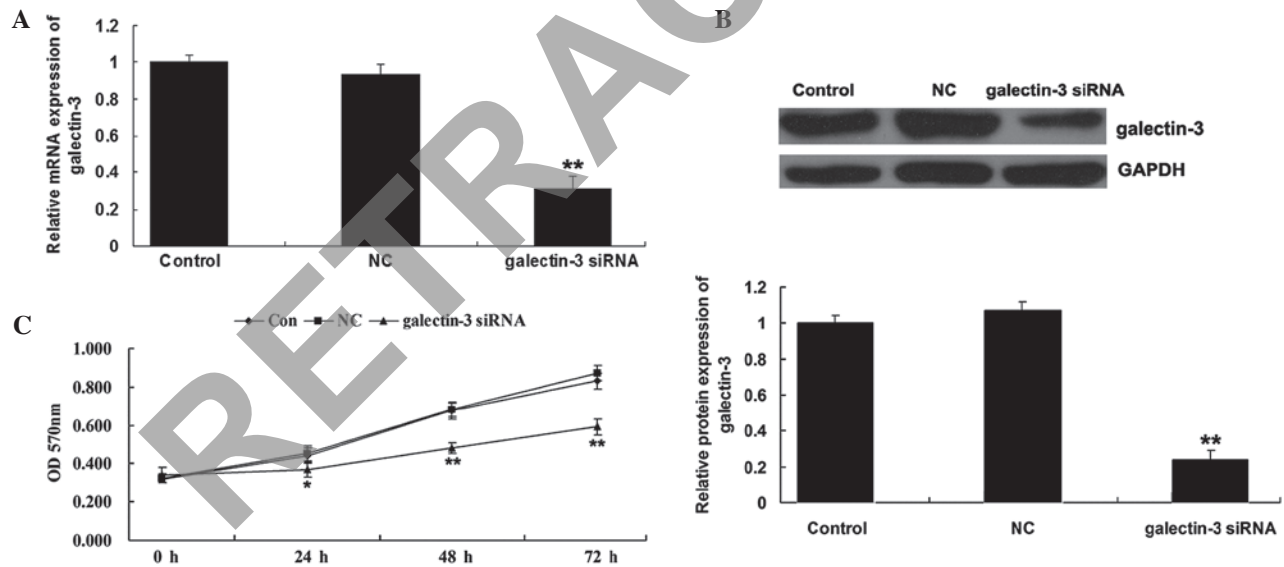 A
Relative mRNA expression of
galectin-3
1.2
1
0.8
0.6
0.4
0.2
0
**
Control NC galectin-3 siRNA
B
Control NC galectin-3 siRNA
galectin-3
GAPDH
Relative protein expression of
galectin-3
1.2
1
0.8
0.6
0.4
0.2
0
**
Control NC galectin-3 siRNA
C
Con NC galectin-3 siRNA
OD 570nm
1.000
0.800
0.600
0.400
0.200
0.000
*
**
**
0 h 24 h 48 h 72 h
RETRAC